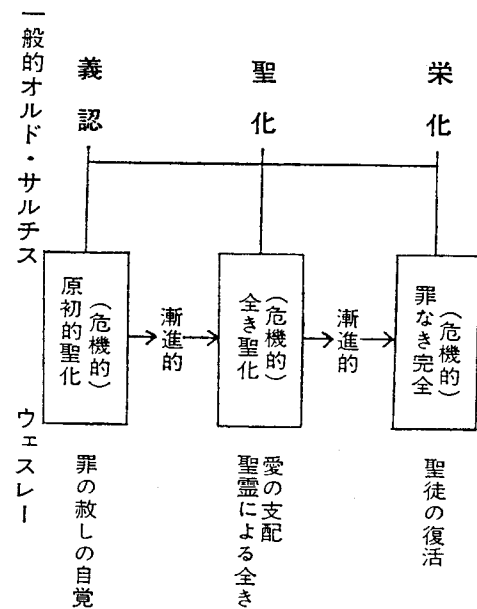 一般的オルド・サルチス
ウェスレー
義認
聖化
栄化
(危機的)
原初的聖化
漸進的
(危機的)
全き聖化
漸進的
(危機的)
罪なき完全
罪の赦しの自覚
愛の支配
聖霊による全き
聖徒の復活